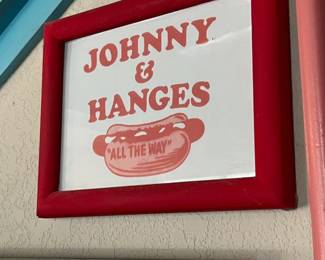 JOHNNY
&
HANGES
"ALL THE WAY"